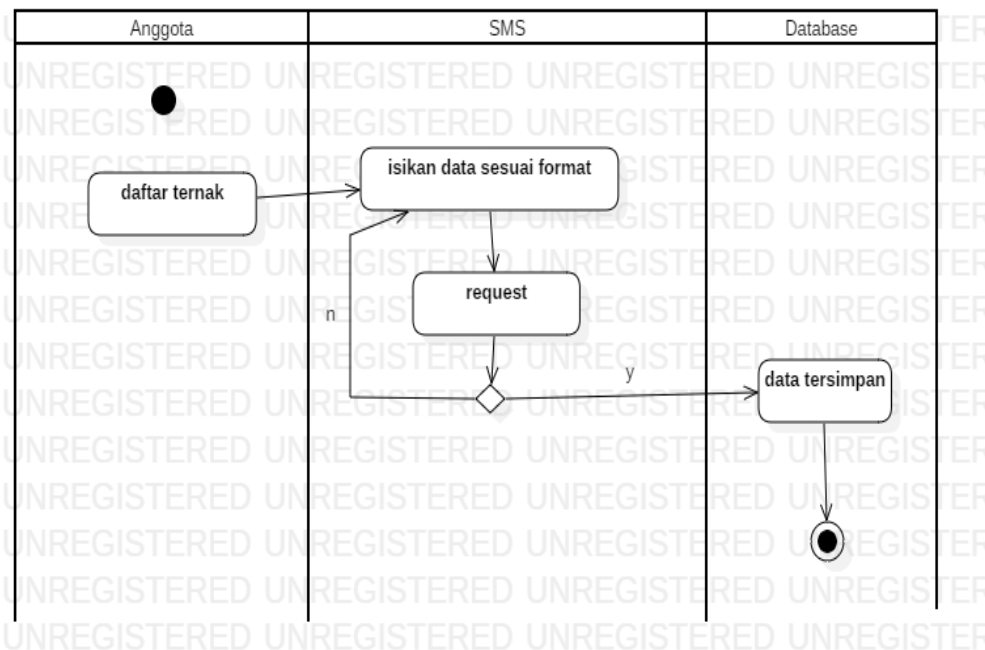 Anggota
SMS
Database
isikan data sesuai format
daftar ternak
request
n
y
data tersimpan
UNREGISTERED